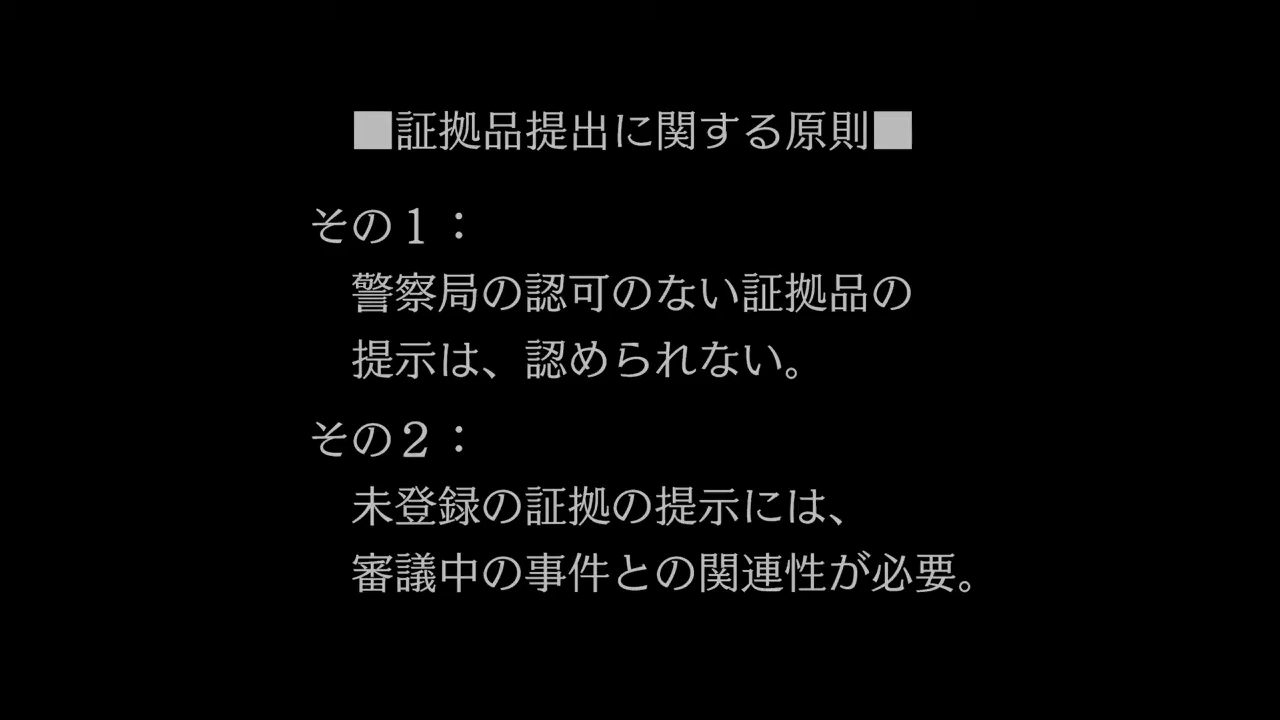 ■証拠品提出に関する原則■
その１：
警察局の認可のない証拠品の
提示は、認められない。
その２：
未登録の証拠の提示には、
審議中の事件との関連性が必要。